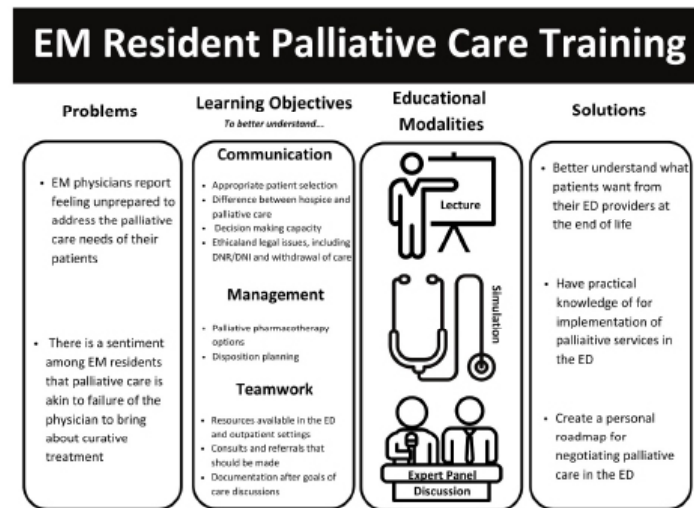 EM Resident Palliative Care Training
Problems
• EM physicians report
feeling unprepared to
address the palliative
care needs of their
patients
• There is a sentiment
among EM residents
that palliative care is
akin to failure of the
physician to bring
about curative
treatment
Learning Objectives
To better understand...
Communication
• Appropriate patient selection
• Difference between hospice and
palliative care
• Decision making capacity
• Ethicaland legal issues, including
DNR/DNI and withdrawal of care
Management
• Palliative pharmacotherapy
options
• Disposition planning
Teamwork
• Resources available in the ED
and outpatient settings
• Consults and referrals that
should be made
• Documentation after goals of
care discussions
Educational
Modalities
Lecture
Simulation
Expert Panel
Discussion
Solutions
• Better understand what
patients want from
their ED providers at
the end of life
• Have practical
knowledge of for
implementation of
palliaitive services in
the ED
• Create a personal
roadmap for
negotiating palliative
care in the ED